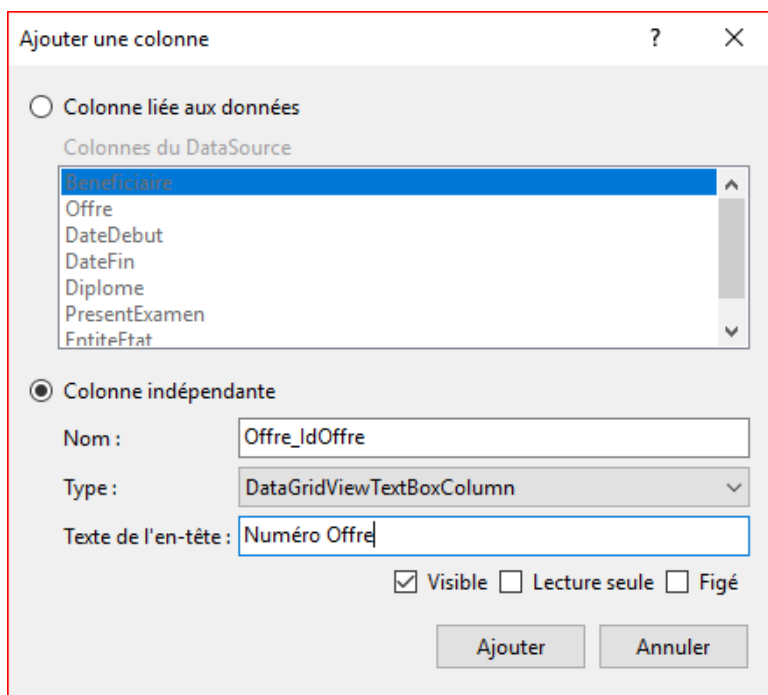 Ajouter une colonne ?
Colonne liée aux données
Colonnes du DataSource
Beneficiaire
Offre
DateDebut
DateFin
Diplome
PresentExamen
EntiteEtat
Colonne indépendante
Nom : Offre_IdOffre
Type : DataGridViewTextBoxColumn
Texte de l'en-tête : Numéro Offre
Visible Lecture seule Figé
Ajouter Annuler